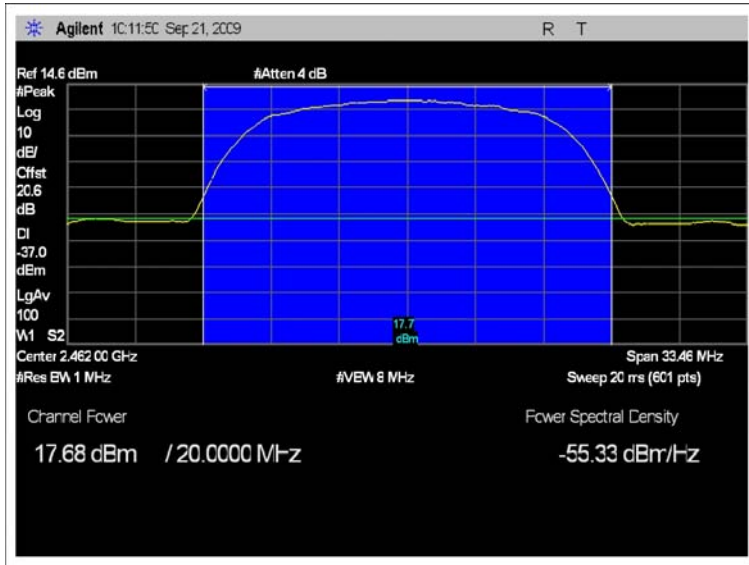 Agilent 10:11:50 Sep 21, 2009 R T
Ref 14.6 dBm #Atten 4 dB
#Peak
Log
10
dB/
Offst
20.6
dB
DI
-37.0
dBm
LgAv
100
W1 S2
17.7
dBm
Center 2.462 00 GHz Span 33.46 MHz
#Res BW 1 MHz #VBW 8 MHz Sweep 20 ms (601 pts)
Channel Power Power Spectral Density
17.68 dBm / 20.0000 MHz -55.33 dBm/Hz